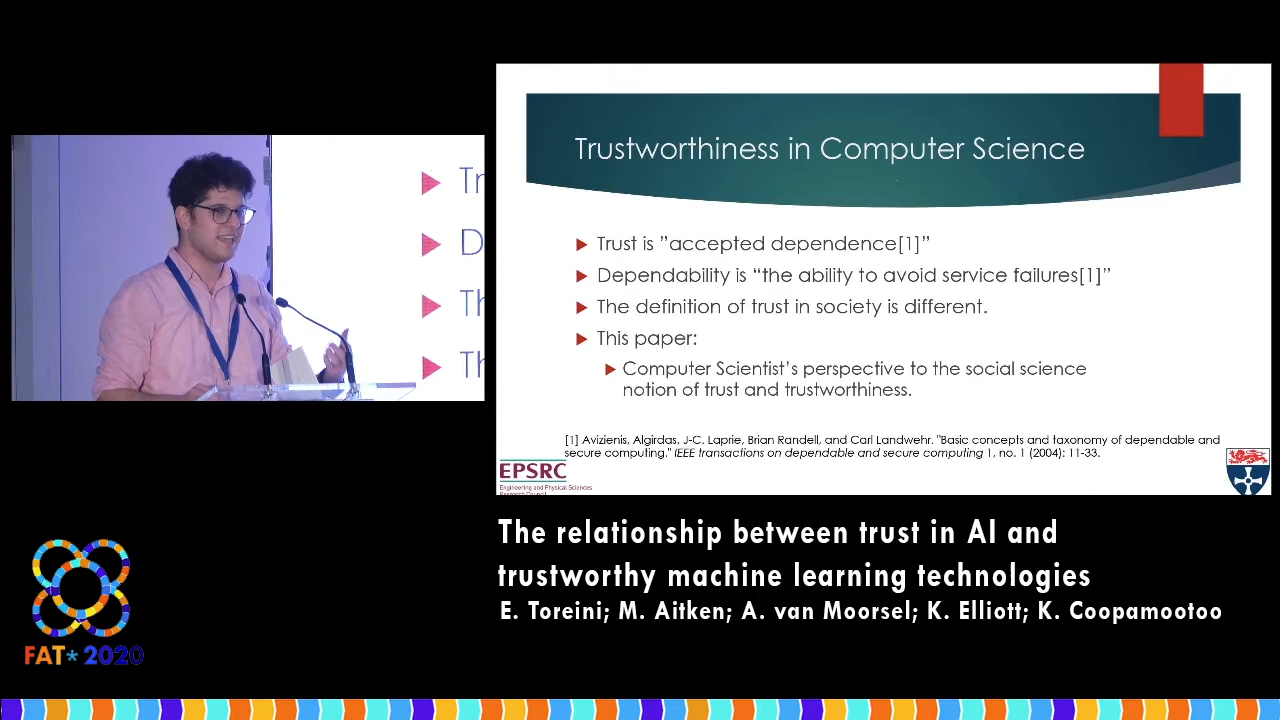 Tr
D
Th
Th
Trustworthiness in Computer Science
Trust is ”accepted dependence[1]”
Dependability is “the ability to avoid service failures[1]”
The definition of trust in society is different.
This paper:
Computer Scientist’s perspective to the social science
notion of trust and trustworthiness.
[1] Avizienis, Algirdas, J-C. Laprie, Brian Randell, and Carl Landwehr. "Basic concepts and taxonomy of dependable and
secure computing." IEEE transactions on dependable and secure computing 1, no. 1 (2004): 11-33.
EPSRC
Engineering and Physical Sciences
Research Council
The relationship between trust in AI and
trustworthy machine learning technologies
E. Toreini; M. Aitken; A. van Moorsel; K. Elliott; K. Coopamootoo
FAT* 2020